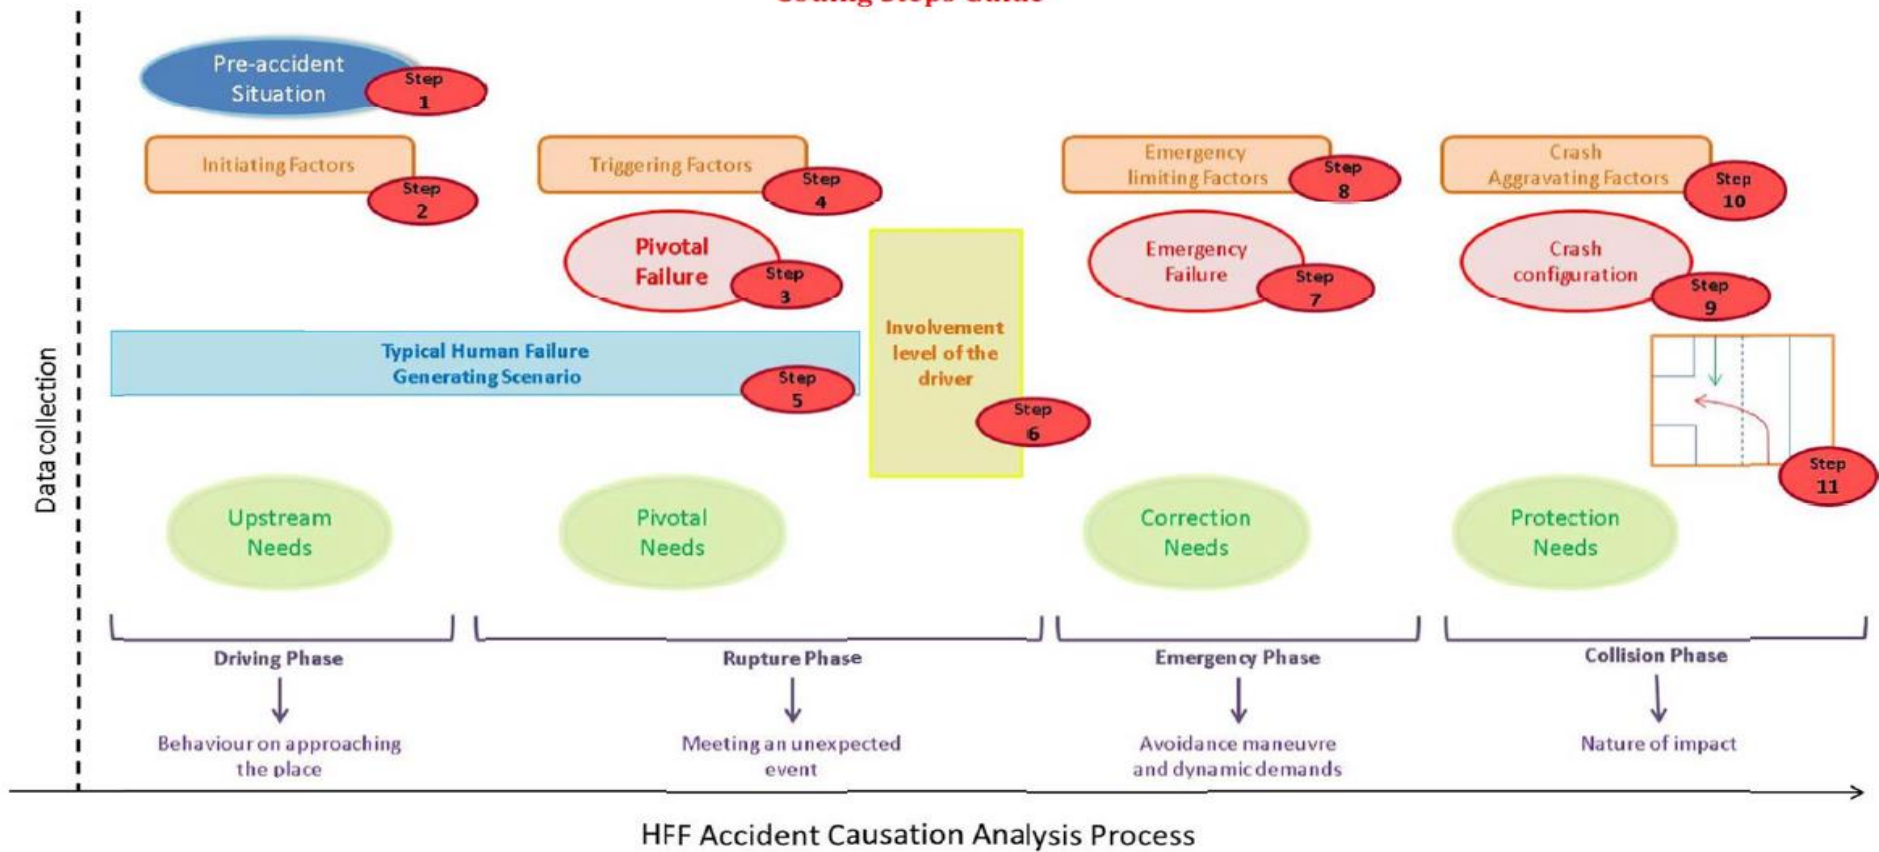 Coding Steps Guide
Pre-accident
Situation
Step
1
Initiating Factors
Step
2
Triggering Factors
Step
4
Emergency
limiting Factors
Step
8
Crash
Aggravating Factors
Step
10
Pivotal
Failure
Step
3
Emergency
Failure
Step
7
Crash
configuration
Step
9
Typical Human Failure
Generating Scenario
Step
5
Involvement
level of the
driver
Step
6
Step
11
Data collection
Upstream
Needs
Pivotal
Needs
Correction
Needs
Protection
Needs
Driving Phase
Rupture Phase
Emergency Phase
Collision Phase
Behaviour on approaching
the place
Meeting an unexpected
event
Avoidance maneuvre
and dynamic demands
Nature of impact
HFF Accident Causation Analysis Process